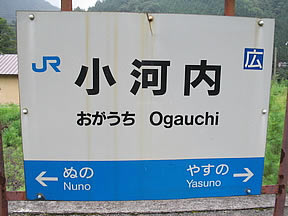 JR 広
小河内
おがうち Ogauchi
← ぬの やすの →
Nuno Yasuno